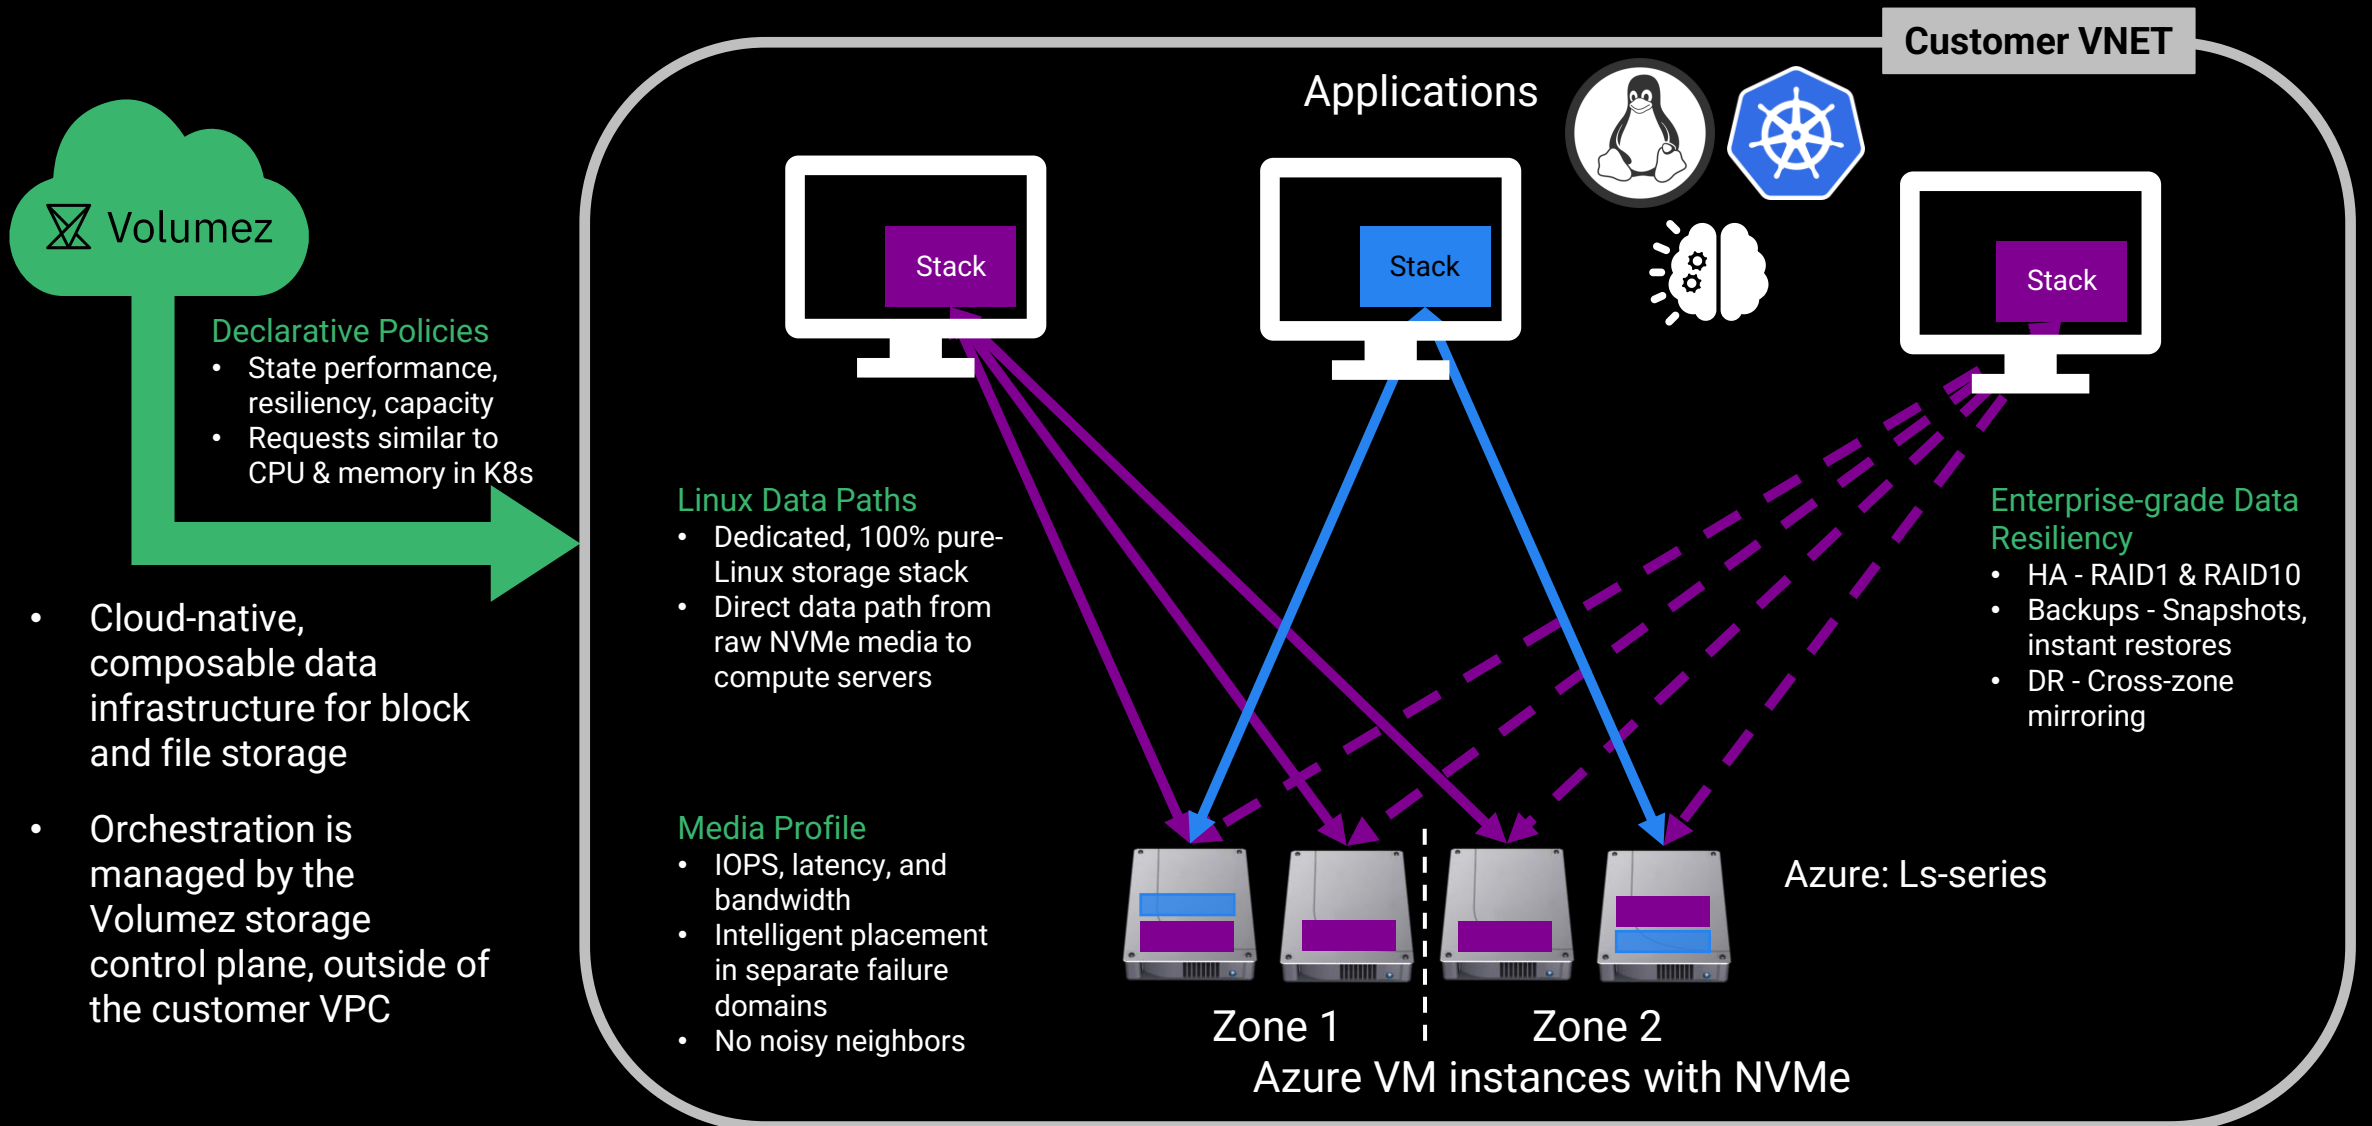 Customer VNET
Applications
Volumez
Stack
Stack
Stack
Declarative Policies
• State performance,
resiliency, capacity
• Requests similar to
CPU & memory in K8s
• Cloud-native,
composable data
infrastructure for block
and file storage
• Orchestration is
managed by the
Volumez storage
control plane, outside of
the customer VPC
Linux Data Paths
• Dedicated, 100% pure-
Linux storage stack
• Direct data path from
raw NVMe media to
compute servers
Media Profile
• IOPS, latency, and
bandwidth
• Intelligent placement
in separate failure
domains
• No noisy neighbors
Enterprise-grade Data
Resiliency
• HA - RAID1 & RAID10
• Backups - Snapshots,
instant restores
• DR - Cross-zone
mirroring
Azure: Ls-series
Zone 1
Zone 2
Azure VM instances with NVMe